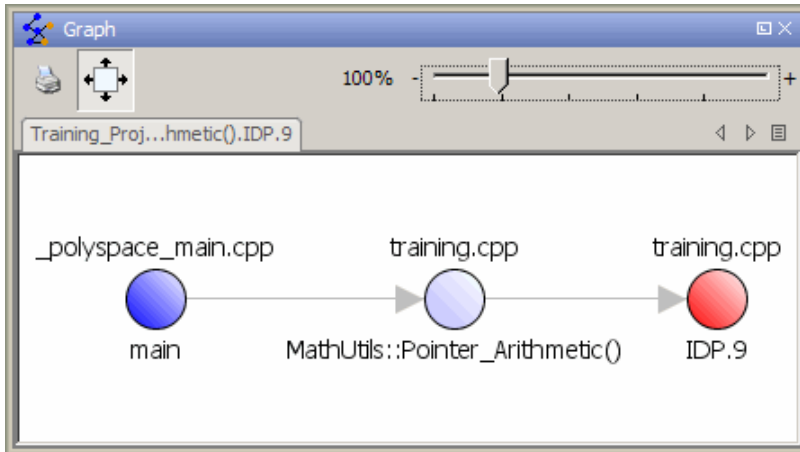 Graph
100% - +
Training_Proj...hmetic().IDP.9
_polyspace_main.cpp training.cpp training.cpp
main MathUtils::Pointer_Arithmetic() IDP.9